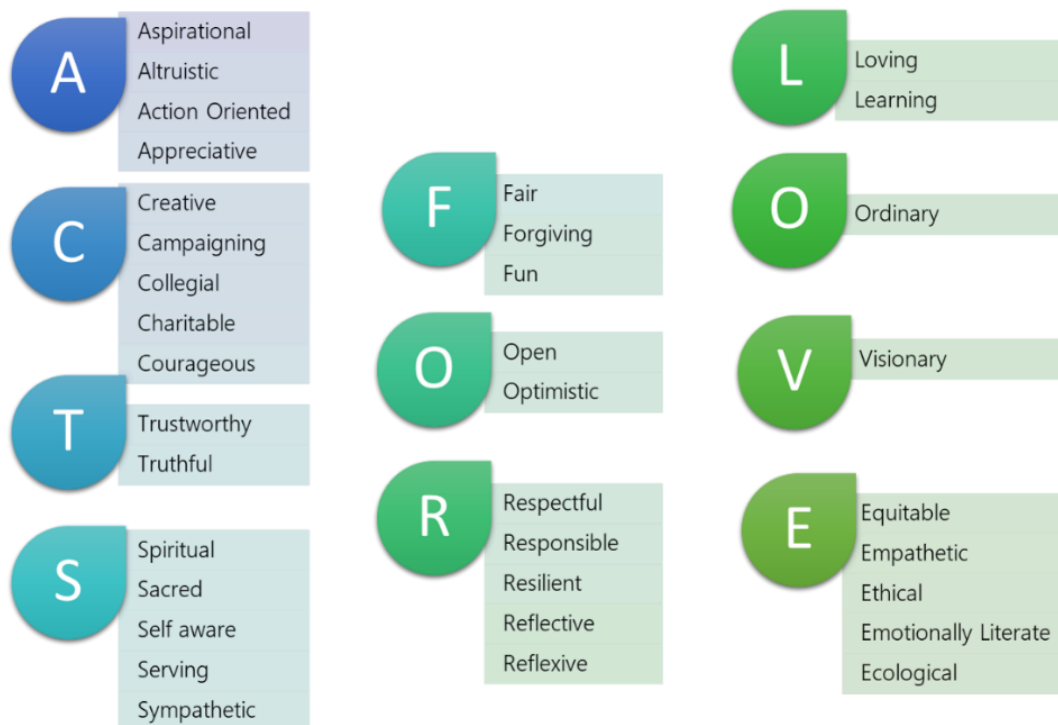 A
Aspirational
Altruistic
Action Oriented
Appreciative
C
Creative
Campaigning
Collegial
Charitable
Courageous
T
Trustworthy
Truthful
S
Spiritual
Sacred
Self aware
Serving
Sympathetic
F
Fair
Forgiving
Fun
O
Open
Optimistic
R
Respectful
Responsible
Resilient
Reflective
Reflexive
L
Loving
Learning
O
Ordinary
V
Visionary
E
Equitable
Empathetic
Ethical
Emotionally Literate
Ecological